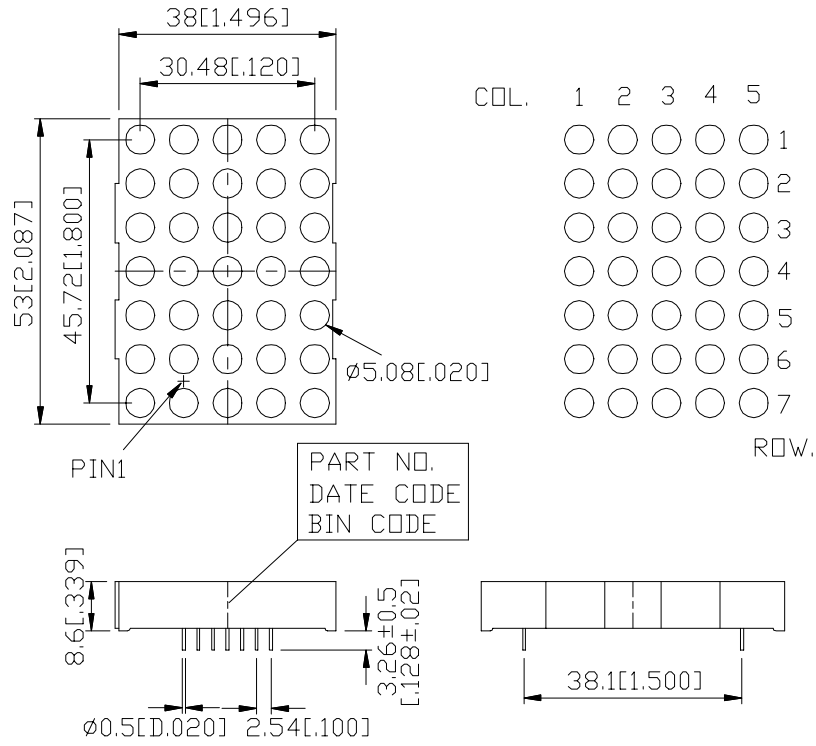 38[1.496]
30.48[.120]
COL. 1 2 3 4 5
1
2
3
4
5
6
7
ROW.
53[2.087]
45.72[1.800]
ø5.08[.020]
PIN1
PART NO.
DATE CODE
BIN CODE
8.6[.339]
3.26±0.5
[.128±.02]
ø0.5[D.020]
2.54[.100]
38.1[1.500]